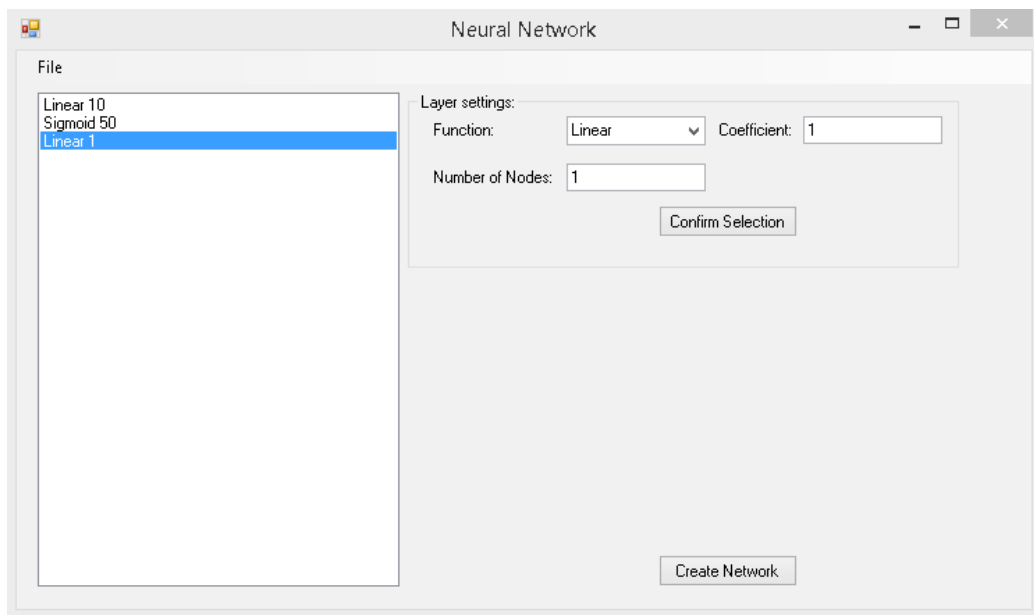 Neural Network
File
Linear 10
Sigmoid 50
Linear 1
Layer settings:
Function: Linear Coefficient: 1
Number of Nodes: 1
Confirm Selection
Create Network